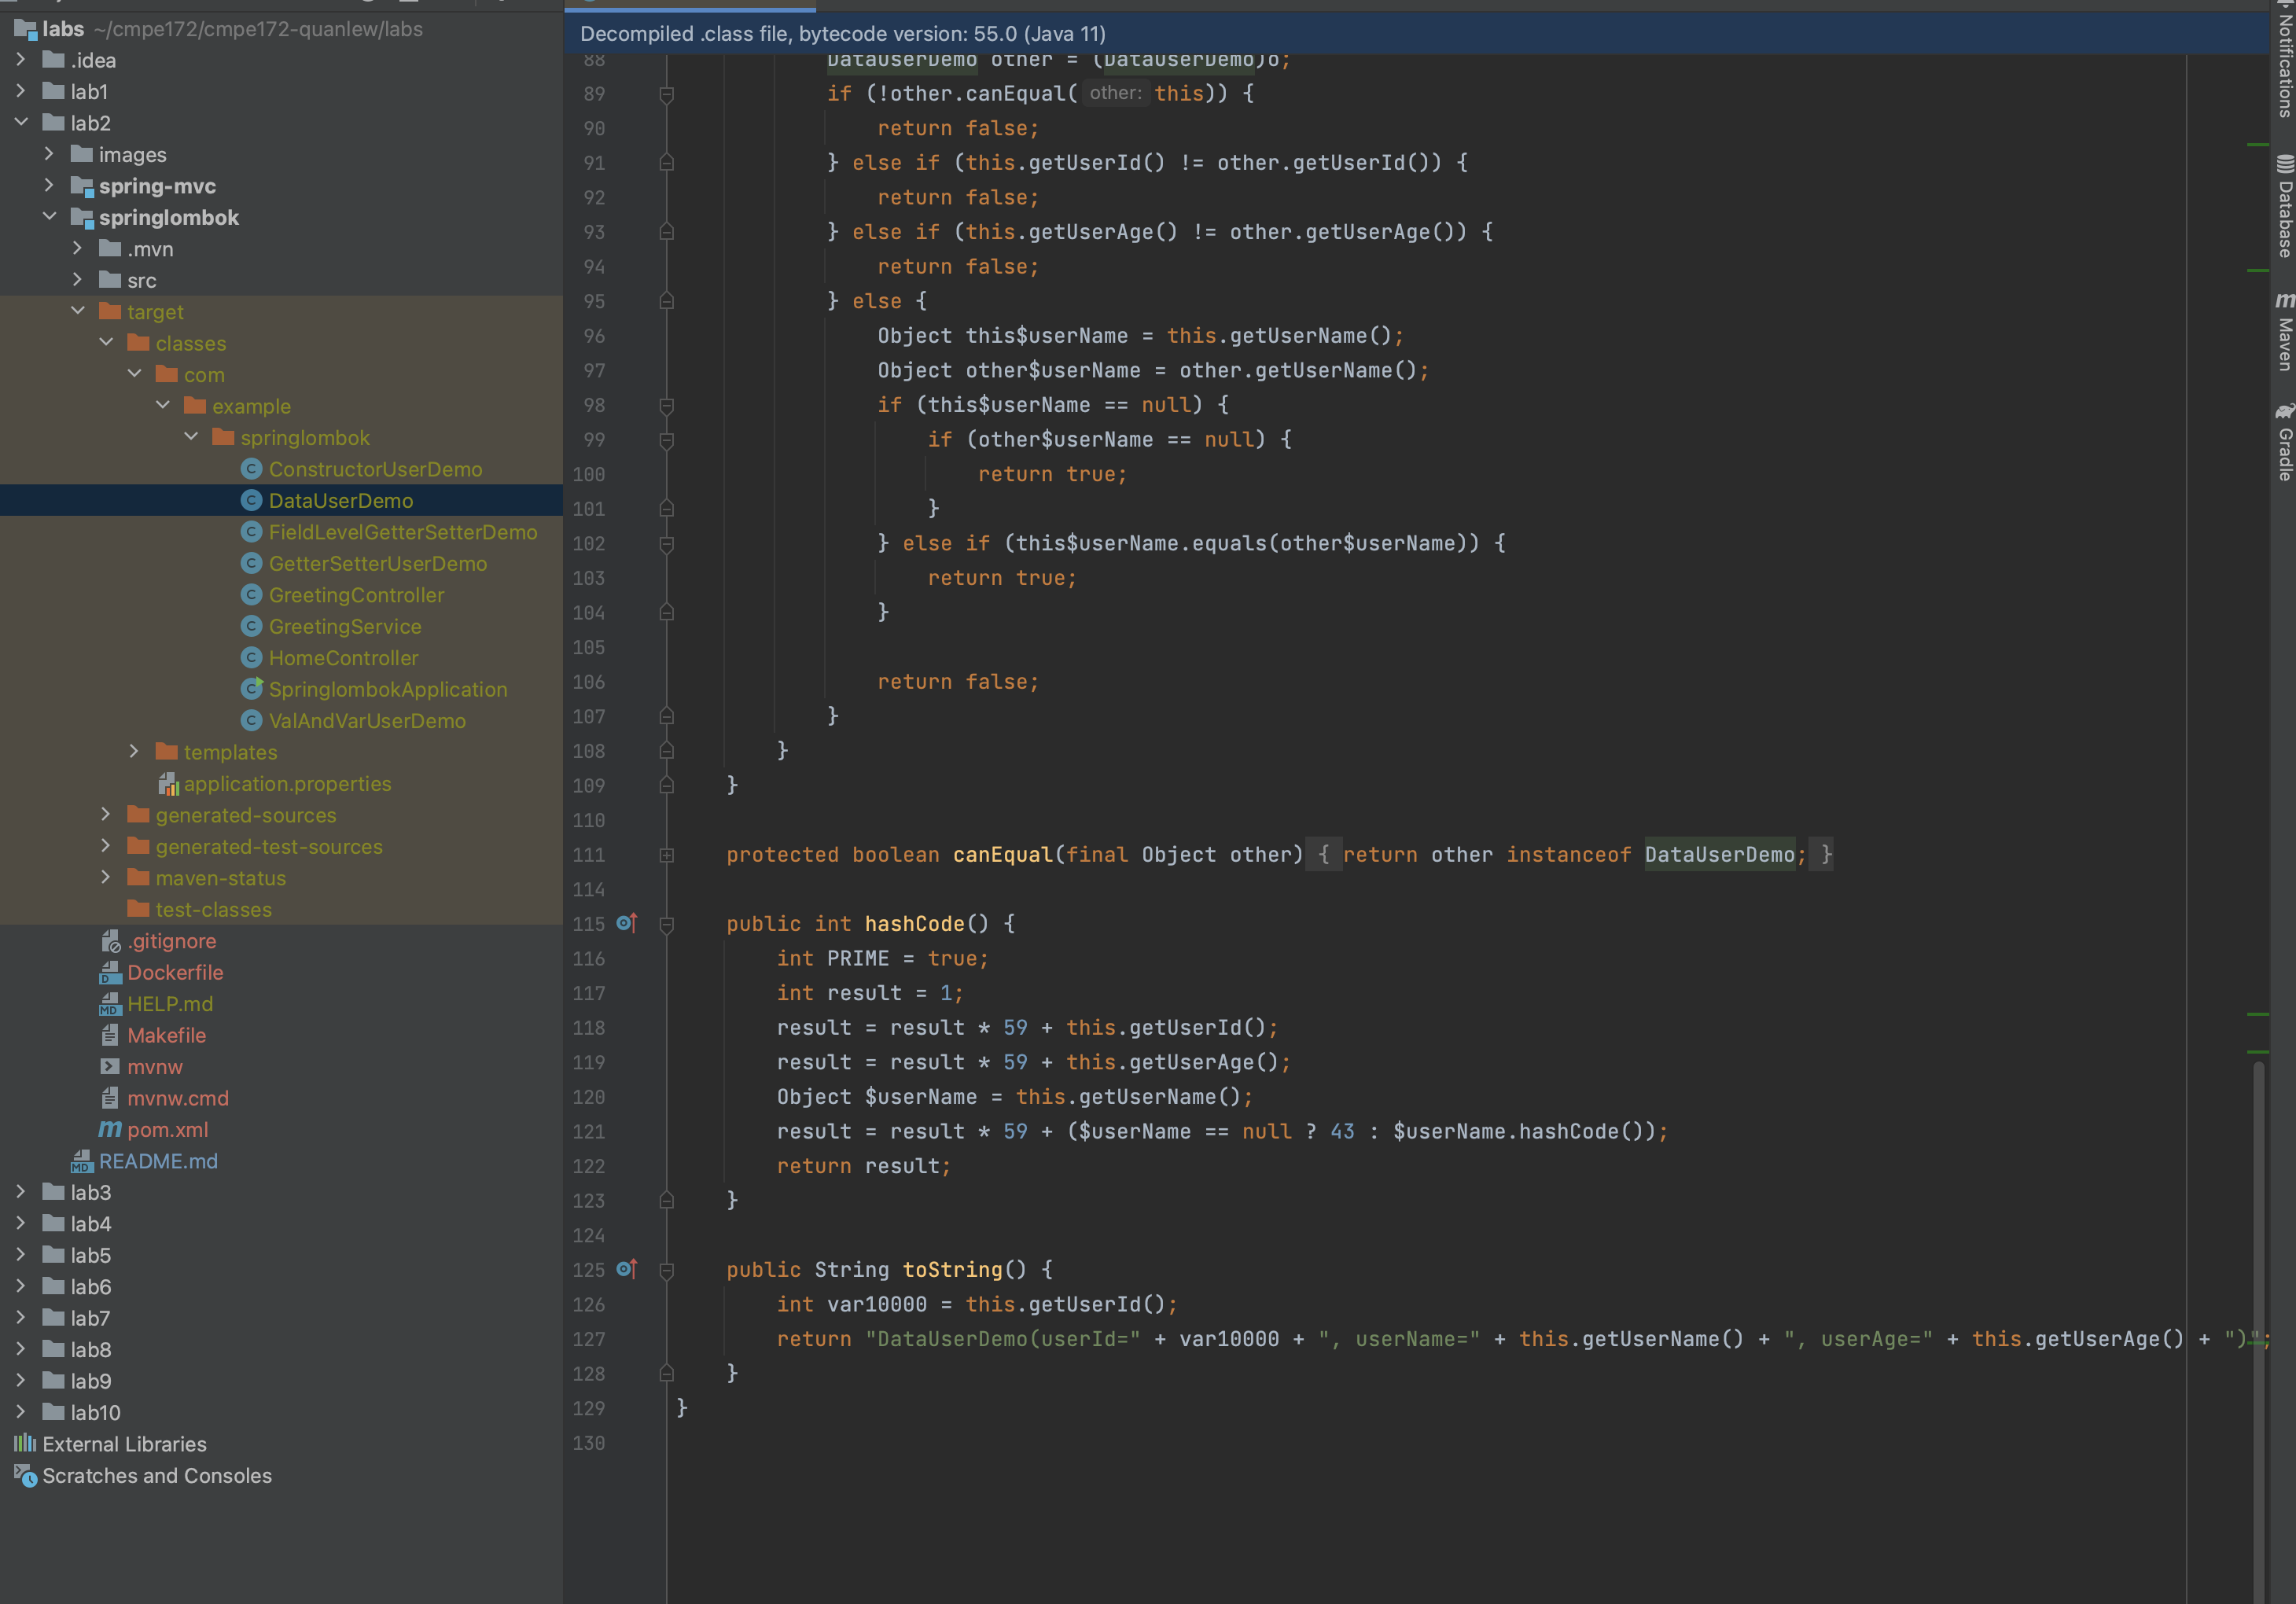 labs ~/cmpe172/cmpe172-quanlew/labs
.idea
lab1
lab2
images
spring-mvc
springlombok
.mvn
src
target
classes
com
example
springlombok
ConstructorUserDemo
DataUserDemo
FieldLevelGetterSetterDemo
GetterSetterUserDemo
GreetingController
GreetingService
HomeController
SpringlombokApplication
ValAndVarUserDemo
templates
application.properties
generated-sources
generated-test-sources
maven-status
test-classes
.gitignore
Dockerfile
HELP.md
Makefile
mvnw
mvnw.cmd
pom.xml
README.md
lab3
lab4
lab5
lab6
lab7
lab8
lab9
lab10
External Libraries
Scratches and Consoles
Decompiled .class file, bytecode version: 55.0 (Java 11)
88 DataUserDemo other = (DataUserDemo)o;
89 if (!other.canEqual( other: this)) {
90 return false;
91 } else if (this.getUserId() != other.getUserId()) {
92 return false;
93 } else if (this.getUserAge() != other.getUserAge()) {
94 return false;
95 } else {
96 Object this$userName = this.getUserName();
97 Object other$userName = other.getUserName();
98 if (this$userName == null) {
99 if (other$userName == null) {
100 return true;
101 }
102 } else if (this$userName.equals(other$userName)) {
103 return true;
104 }
105
106 return false;
107 }
108 }
109 }
110
111 protected boolean canEqual(final Object other) { return other instanceof DataUserDemo; }
114
115 public int hashCode() {
116 int PRIME = true;
117 int result = 1;
118 result = result * 59 + this.getUserId();
119 result = result * 59 + this.getUserAge();
120 Object $userName = this.getUserName();
121 result = result * 59 + ($userName == null ? 43 : $userName.hashCode());
122 return result;
123 }
124
125 public String toString() {
126 int var10000 = this.getUserId();
127 return "DataUserDemo(userId=" + var10000 + ", userName=" + this.getUserName() + ", userAge=" + this.getUserAge() + ")";
128 }
129 }
130
Notifications
Database
Maven
Gradle